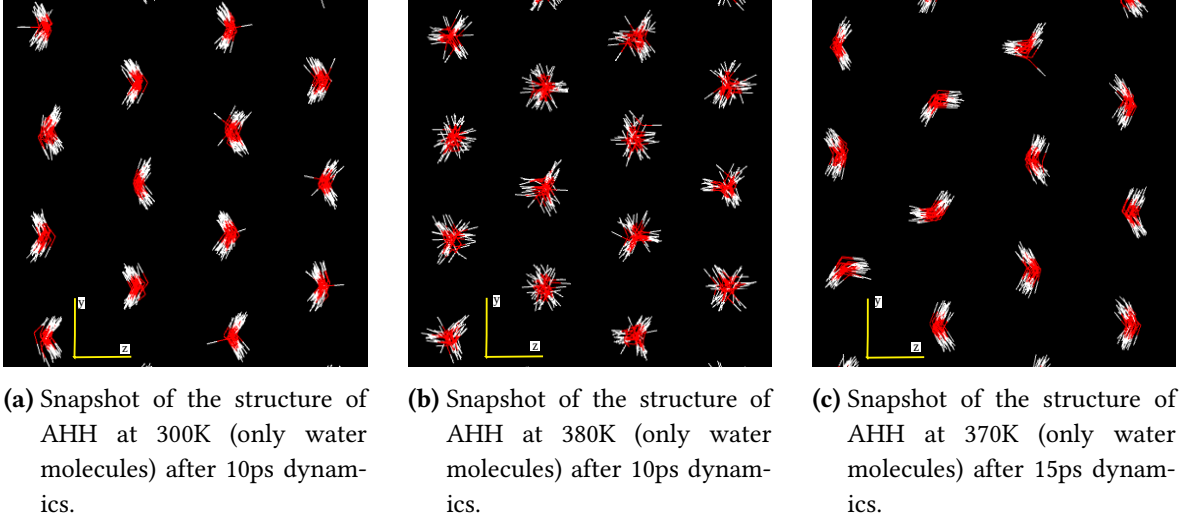 y
z
y
z
y
z
(a) Snapshot of the structure of
AHH at 300K (only water
molecules) after 10ps dynam-
ics.
(b) Snapshot of the structure of
AHH at 380K (only water
molecules) after 10ps dynam-
ics.
(c) Snapshot of the structure of
AHH at 370K (only water
molecules) after 15ps dynam-
ics.